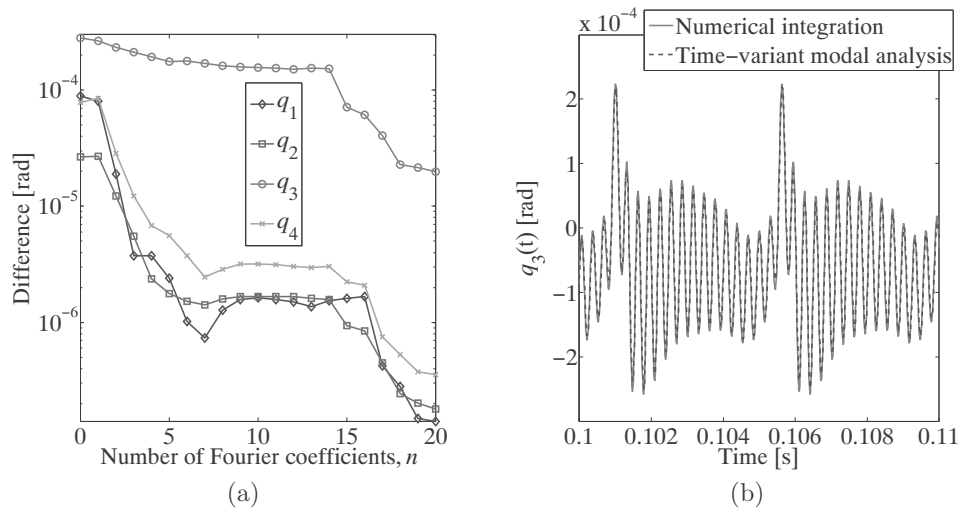 10⁻⁴
10⁻⁵
10⁻⁶
Difference [rad]
0 5 10 15 20
Number of Fourier coefficients, n
q₁
q₂
q₃
q₄
(a)
x 10⁻⁴
Numerical integration
Time−variant modal analysis
2
1
0
−1
−2
q₃(t) [rad]
0.1 0.102 0.104 0.106 0.108 0.11
Time [s]
(b)